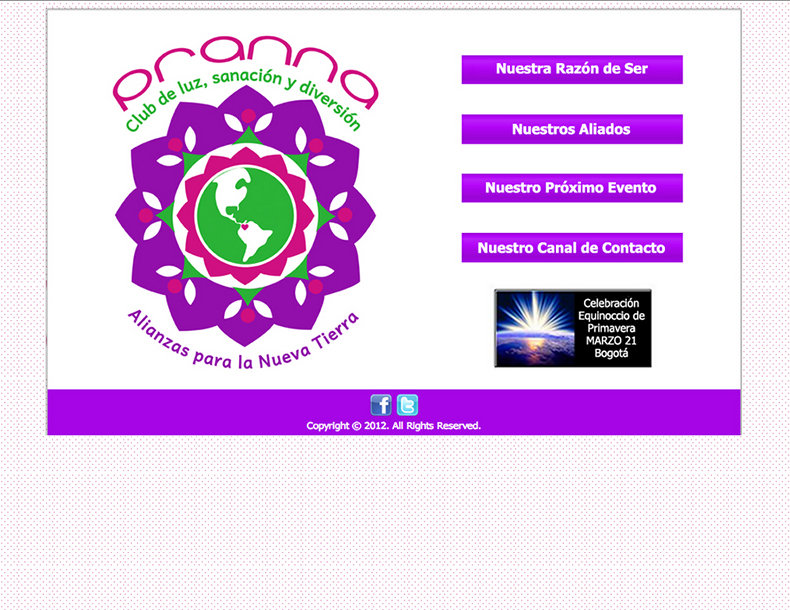 pranna
Club de luz, sanación y diversión
Alianzas para la Nueva Tierra
Nuestra Razón de Ser
Nuestros Aliados
Nuestro Próximo Evento
Nuestro Canal de Contacto
Celebración
Equinoccio de
Primavera
MARZO 21
Bogotá
f t
Copyright © 2012. All Rights Reserved.